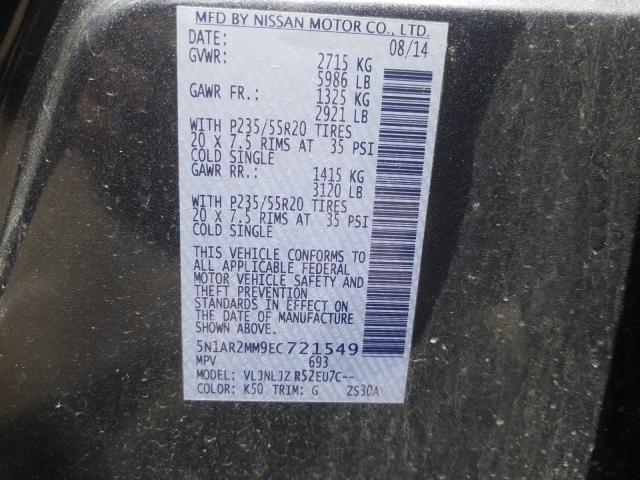 MFD BY NISSAN MOTOR CO., LTD.
DATE: 08/14
GVWR: 2715 KG
5986 LB
GAWR FR.: 1325 KG
2921 LB
WITH P235/55R20 TIRES
20 X 7.5 RIMS AT 35 PSI
COLD SINGLE
GAWR RR.: 1415 KG
3120 LB
WITH P235/55R20 TIRES
20 X 7.5 RIMS AT 35 PSI
COLD SINGLE
THIS VEHICLE CONFORMS TO
ALL APPLICABLE FEDERAL
MOTOR VEHICLE SAFETY AND
THEFT PREVENTION
STANDARDS IN EFFECT ON
THE DATE OF MANUFACTURE
SHOWN ABOVE.
5N1AR2MM9EC721549
MPV 693
MODEL: VLJNLJZ R52EU7C--
COLOR: K50 TRIM: G ZS30A